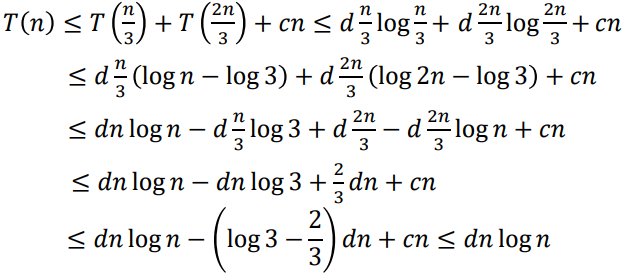 T(n) ≤ T(n/3) + T(2n/3) + cn ≤ d n/3 log n/3 + d 2n/3 log 2n/3 + cn
≤ d n/3 (log n − log 3) + d 2n/3 (log 2n − log 3) + cn
≤ dn log n − d n/3 log 3 + d 2n/3 − d 2n/3 log n + cn
≤ dn log n − dn log 3 + 2/3 dn + cn
≤ dn log n − (log 3 − 2/3) dn + cn ≤ dn log n